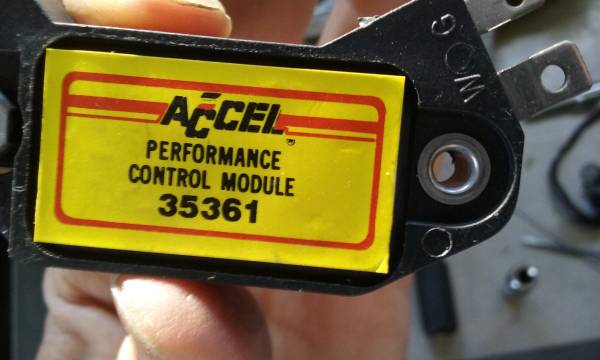 ACCEL®
PERFORMANCE
CONTROL MODULE
35361
W G